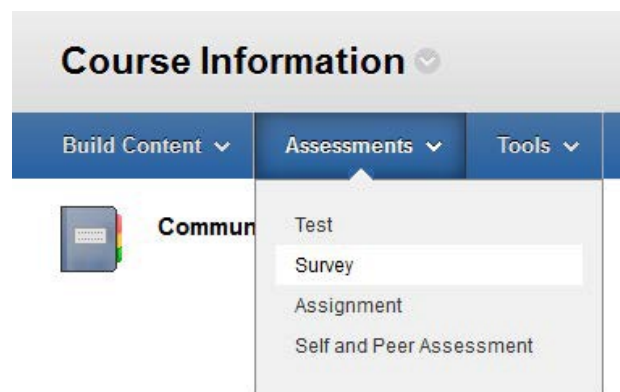 Course Information
Build Content Assessments Tools
Commun
Test
Survey
Assignment
Self and Peer Assessment